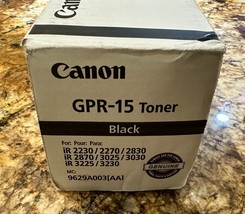 Canon
GPR-15 Toner
Black
For: Pour: Para:
iR 2230/2270/2830
iR 2870/3025/3030
iR 3225/3230
MC:
9629A003[AA]
GENUINE